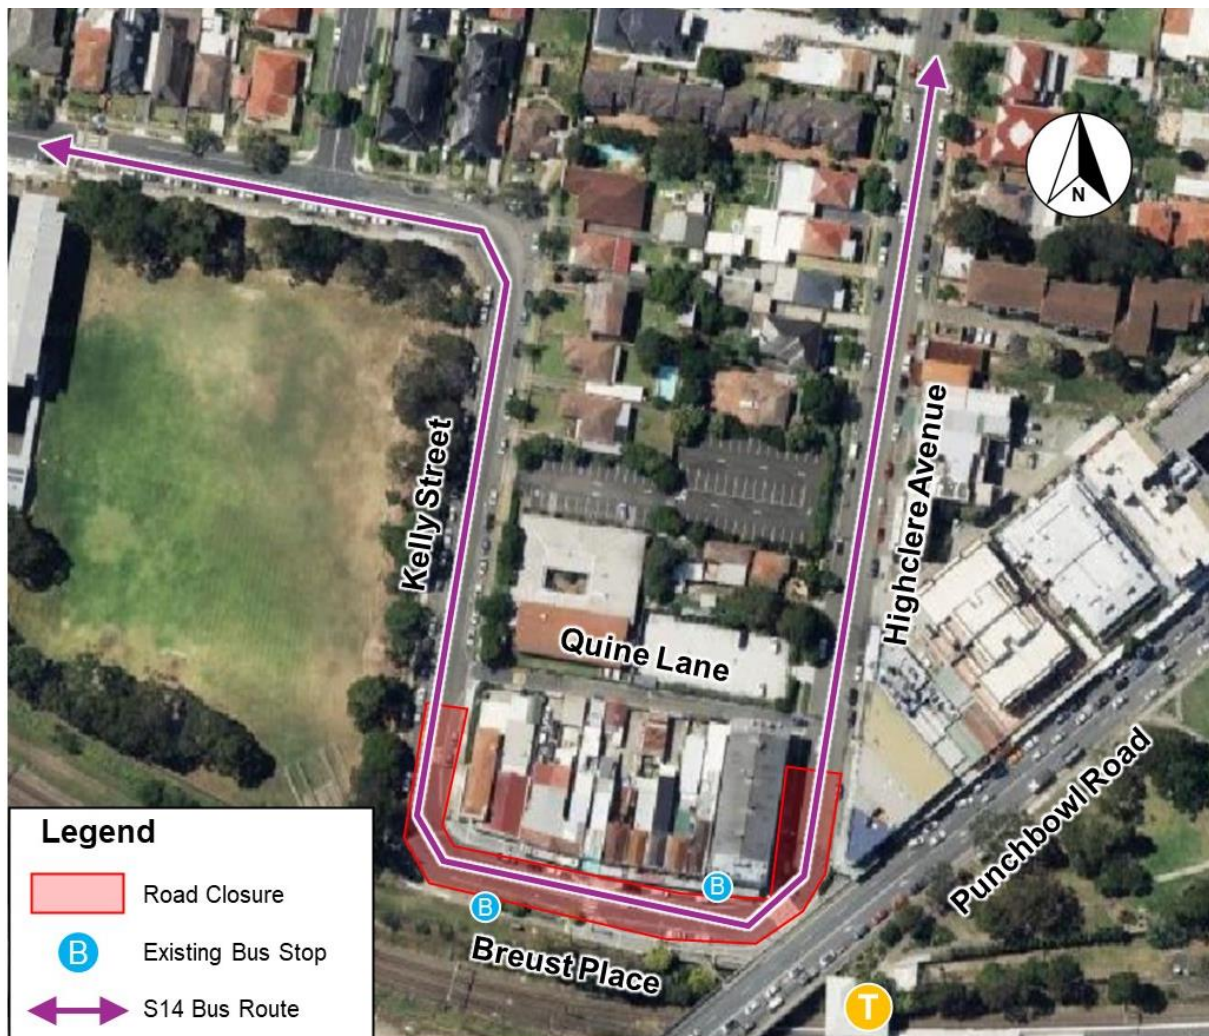 N
Kelly Street
Highclere Avenue
Quine Lane
Punchbowl Road
B
B
Breust Place
T
Legend
Road Closure
B Existing Bus Stop
S14 Bus Route